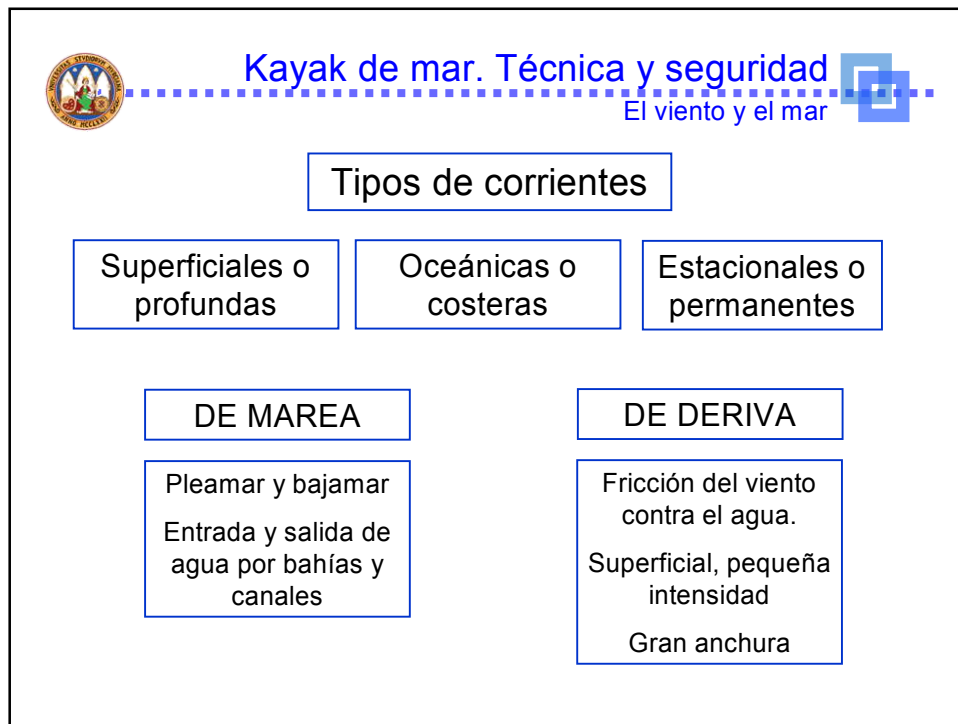 Kayak de mar. Técnica y seguridad
El viento y el mar
Tipos de corrientes
Superficiales o
profundas
Oceánicas o
costeras
Estacionales o
permanentes
DE MAREA
Pleamar y bajamar
Entrada y salida de
agua por bahías y
canales
DE DERIVA
Fricción del viento
contra el agua.
Superficial, pequeña
intensidad
Gran anchura